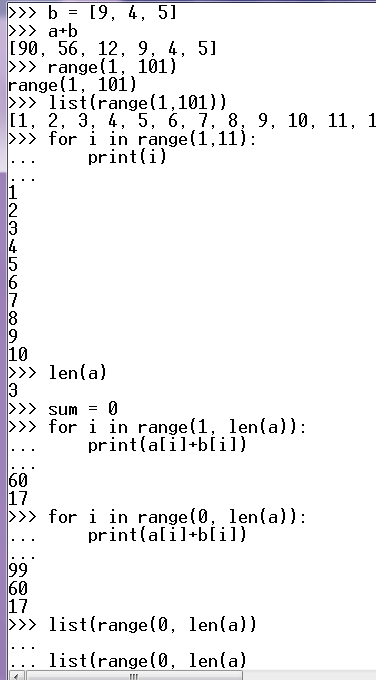 >>> b = [9, 4, 5]
>>> a+b
[90, 56, 12, 9, 4, 5]
>>> range(1, 101)
range(1, 101)
>>> list(range(1,101))
[1, 2, 3, 4, 5, 6, 7, 8, 9, 10, 11, 1
>>> for i in range(1,11):
...     print(i)
...
1
2
3
4
5
6
7
8
9
10
>>> len(a)
3
>>> sum = 0
>>> for i in range(1, len(a)):
...     print(a[i]+b[i])
...
60
17
>>> for i in range(0, len(a)):
...     print(a[i]+b[i])
...
99
60
17
>>> list(range(0, len(a))
...
... list(range(0, len(a)